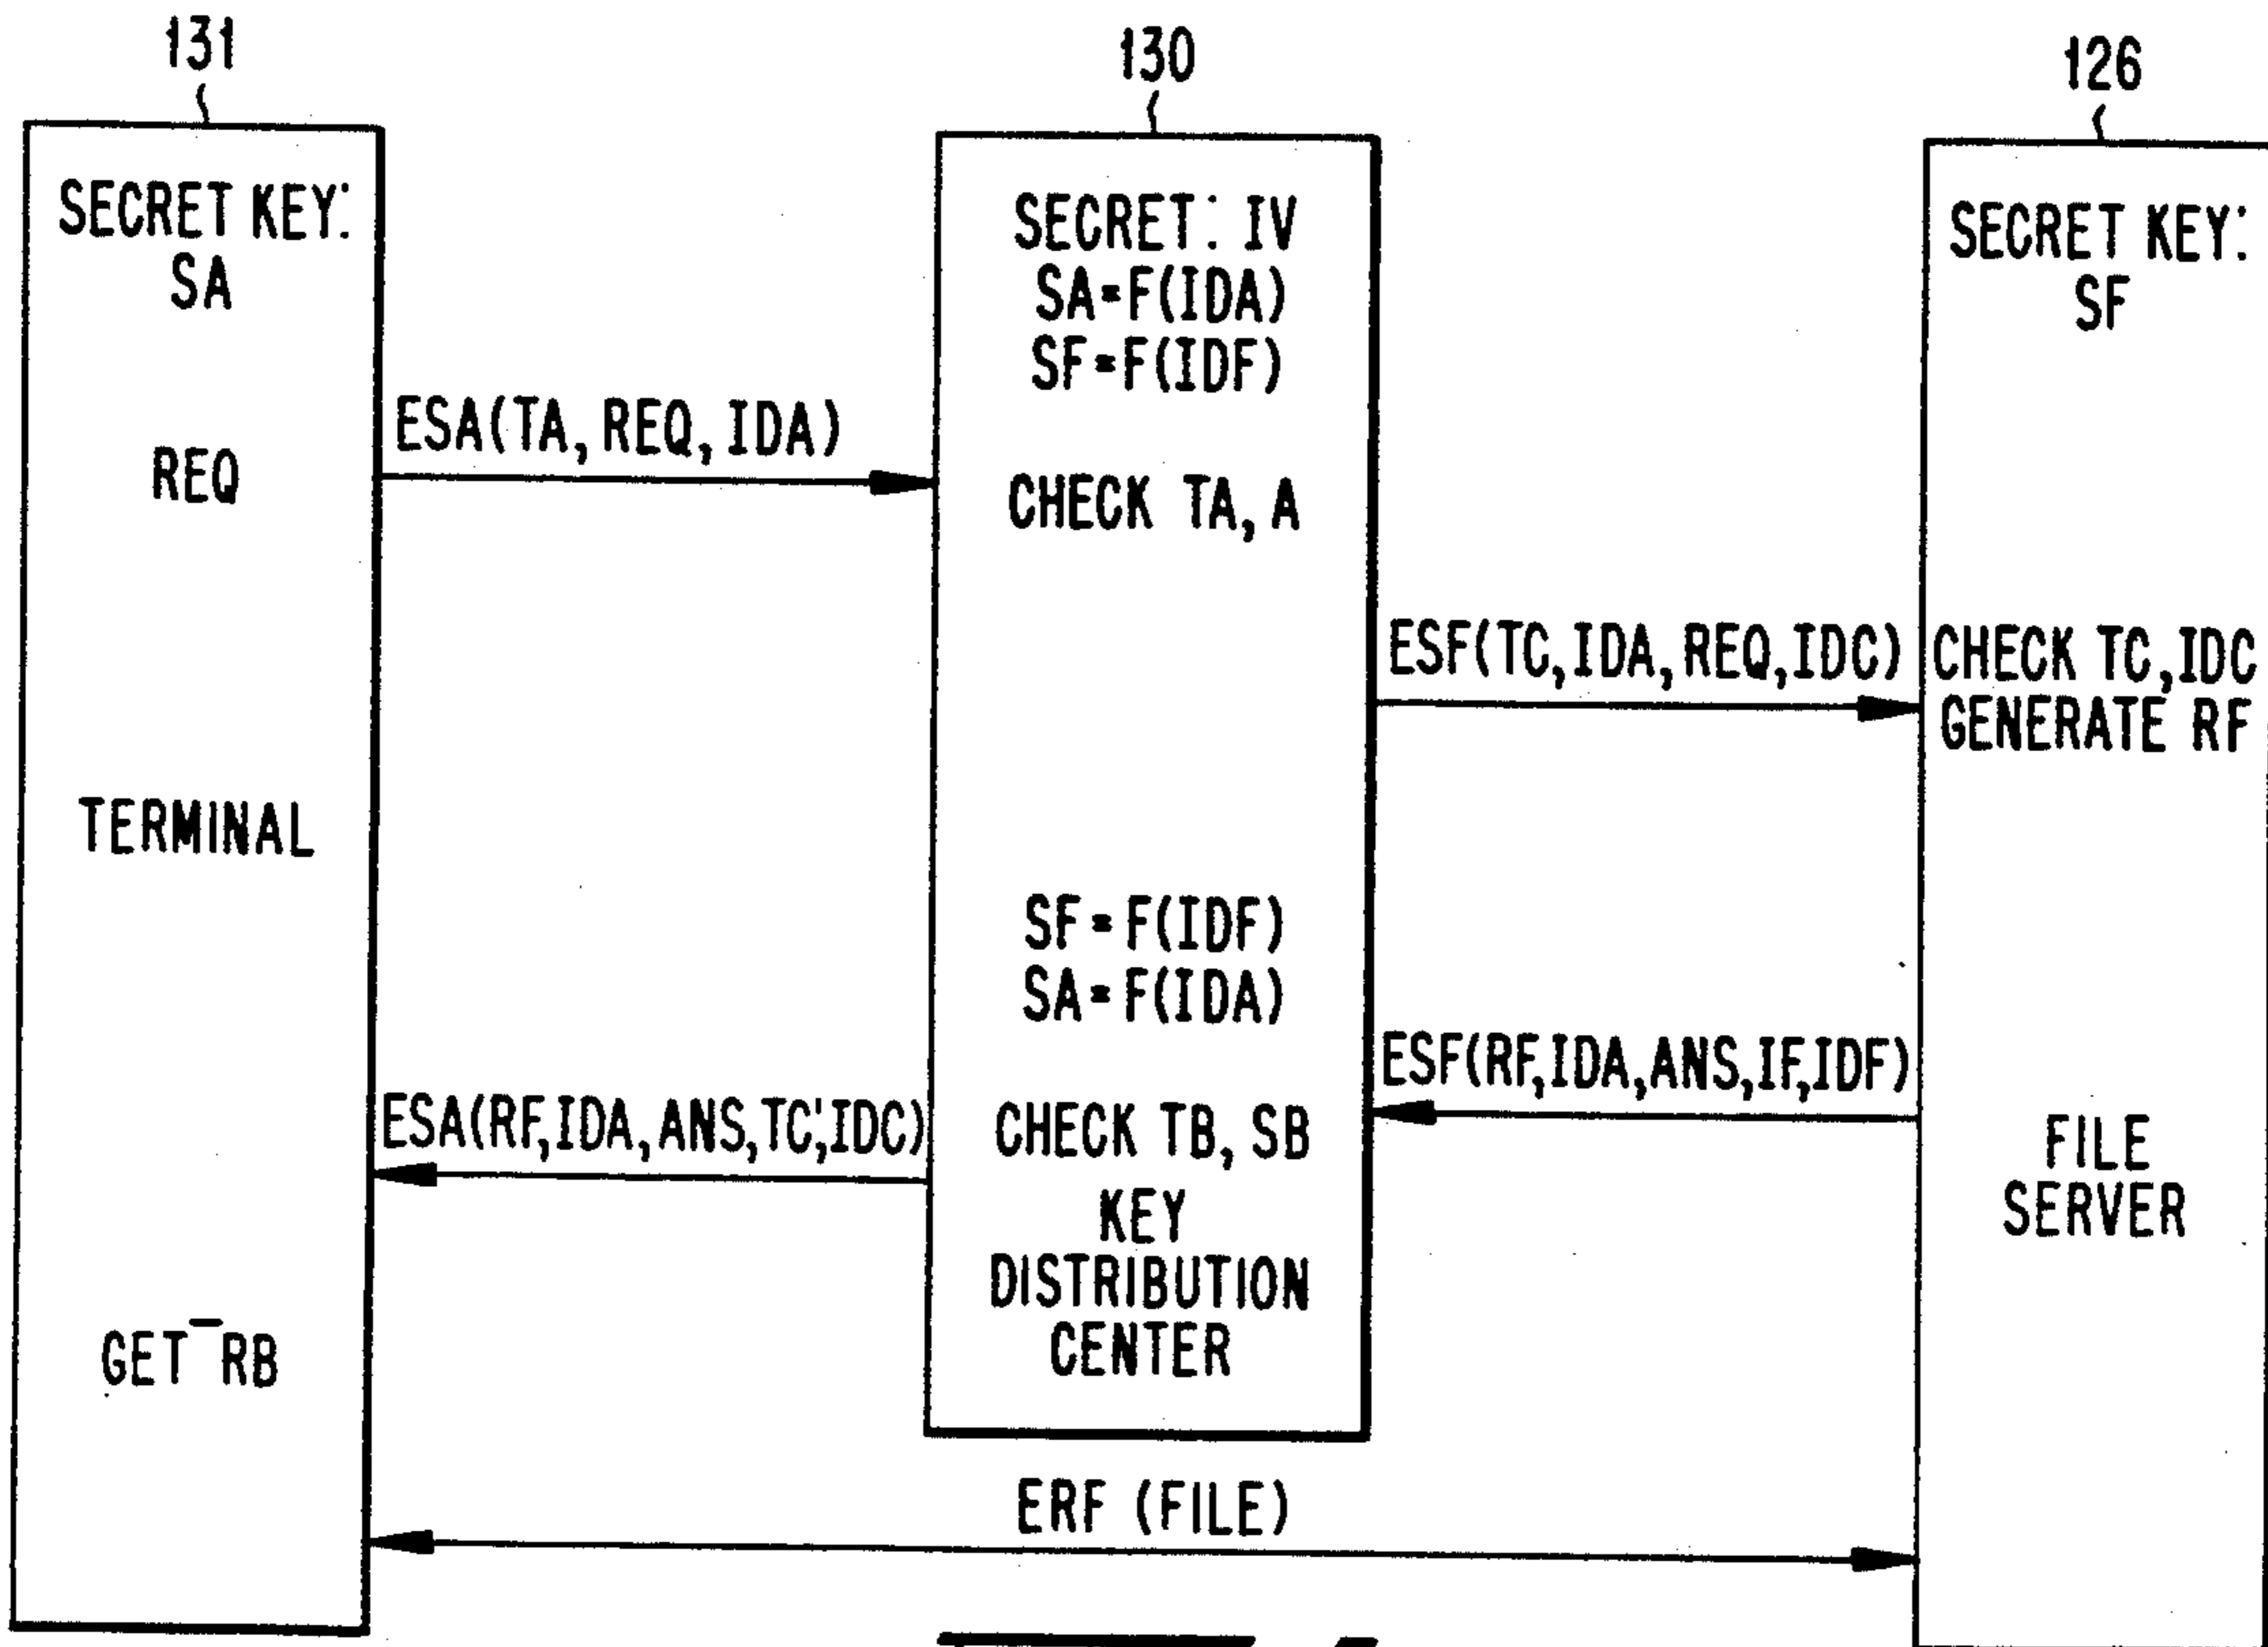 131
130
126
SECRET KEY:
SA
REQ
TERMINAL
GET RB
ESA(TA, REQ, IDA)
SECRET: IV
SA=F(IDA)
SF=F(IDF)
CHECK TA, A
ESF(TC,IDA,REQ,IDC)
SECRET KEY:
SF
CHECK TC,IDC
GENERATE RF
SF=F(IDF)
SA=F(IDA)
ESF(RF,IDA,ANS,IF,IDF)
ESA(RF,IDA,ANS,TC',IDC)
CHECK TB, SB
KEY
DISTRIBUTION
CENTER
FILE
SERVER
ERF (FILE)